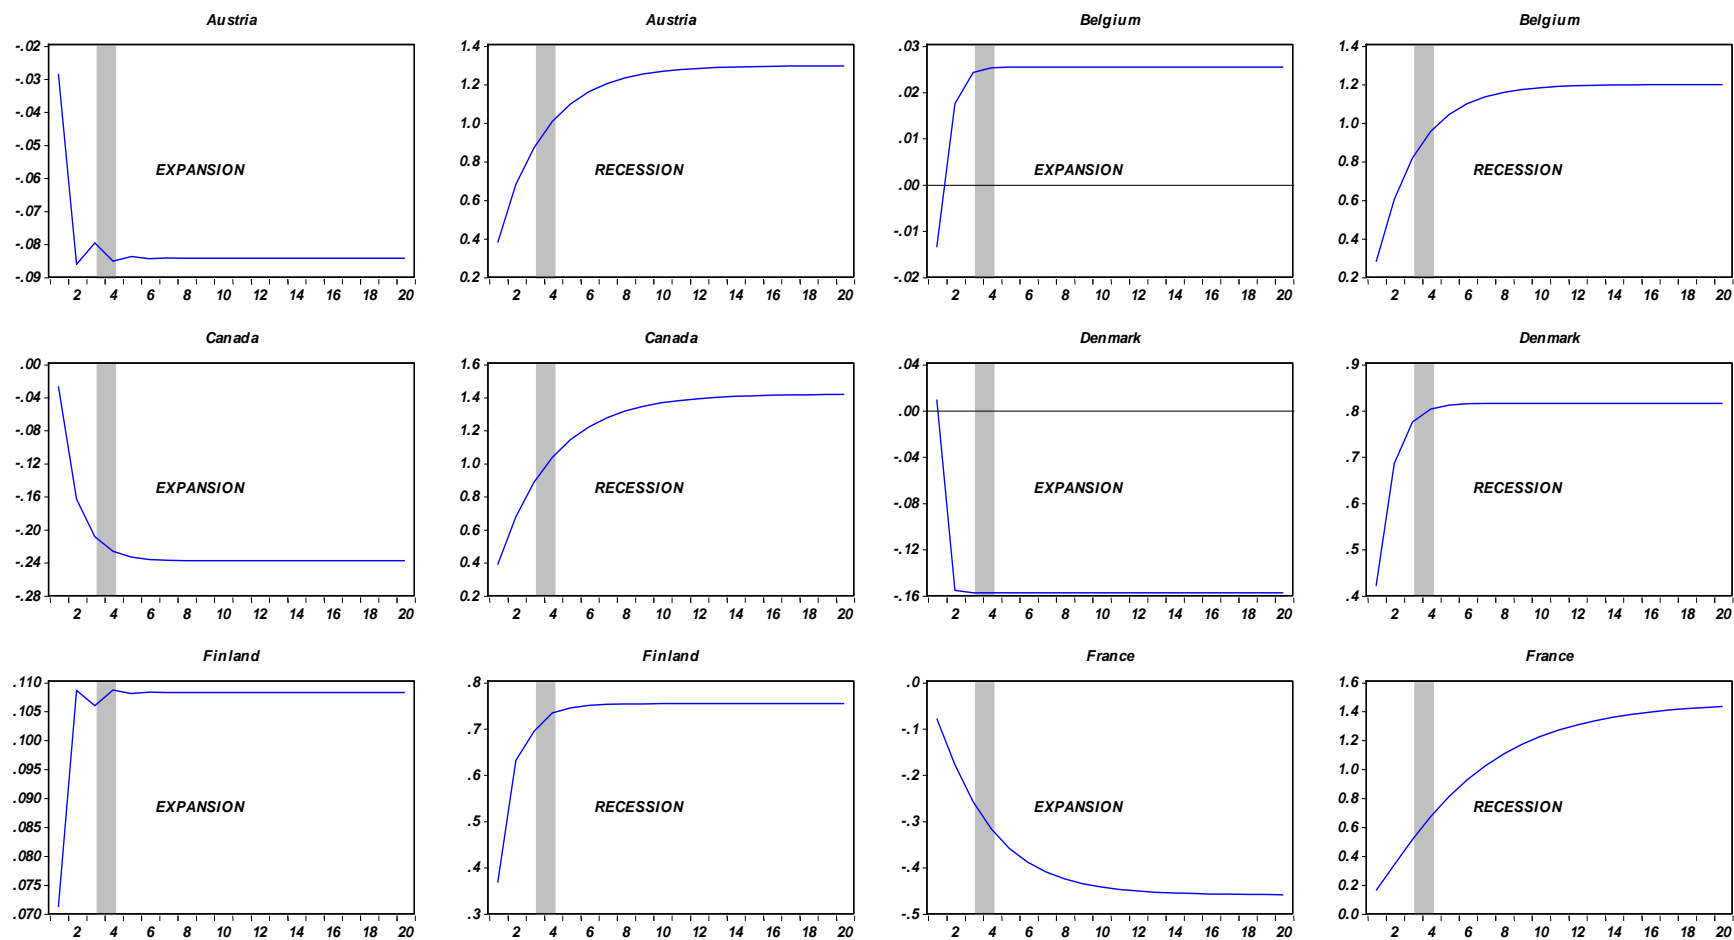 Austria
-.02
-.03
-.04
-.05
-.06
-.07
-.08
-.09
EXPANSION
2 4 6 8 10 12 14 16 18 20
Austria
1.4
1.2
1.0
0.8
0.6
0.4
0.2
RECESSION
2 4 6 8 10 12 14 16 18 20
Belgium
.03
.02
.01
.00
-.01
-.02
EXPANSION
2 4 6 8 10 12 14 16 18 20
Belgium
1.4
1.2
1.0
0.8
0.6
0.4
0.2
RECESSION
2 4 6 8 10 12 14 16 18 20
Canada
.00
-.04
-.08
-.12
-.16
-.20
-.24
-.28
EXPANSION
2 4 6 8 10 12 14 16 18 20
Canada
1.6
1.4
1.2
1.0
0.8
0.6
0.4
0.2
RECESSION
2 4 6 8 10 12 14 16 18 20
Denmark
.04
.00
-.04
-.08
-.12
-.16
EXPANSION
2 4 6 8 10 12 14 16 18 20
Denmark
.9
.8
.7
.6
.5
.4
RECESSION
2 4 6 8 10 12 14 16 18 20
Finland
.110
.105
.100
.095
.090
.085
.080
.075
.070
EXPANSION
2 4 6 8 10 12 14 16 18 20
Finland
.8
.7
.6
.5
.4
.3
RECESSION
2 4 6 8 10 12 14 16 18 20
France
.0
-.1
-.2
-.3
-.4
-.5
EXPANSION
2 4 6 8 10 12 14 16 18 20
France
1.6
1.4
1.2
1.0
0.8
0.6
0.4
0.2
0.0
RECESSION
2 4 6 8 10 12 14 16 18 20